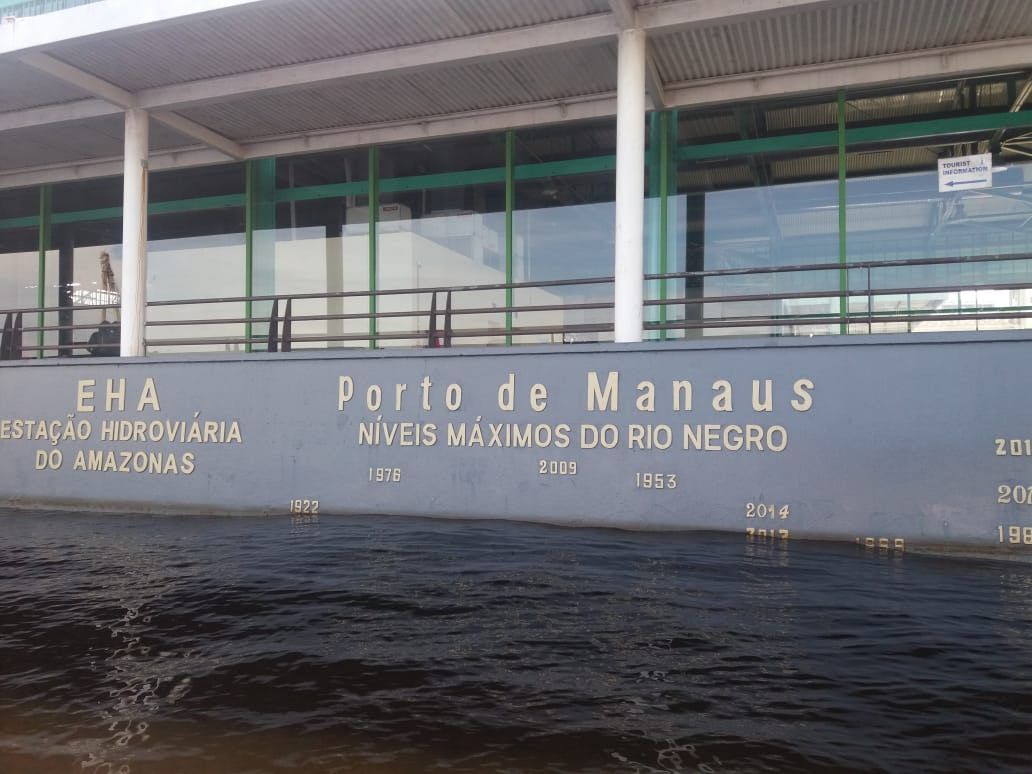 TOURIST
INFORMATION
EHA
ESTAÇÃO HIDROVIÁRIA
DO AMAZONAS
Porto de Manaus
NÍVEIS MÁXIMOS DO RIO NEGRO
1976
2009
1953
1922
2014